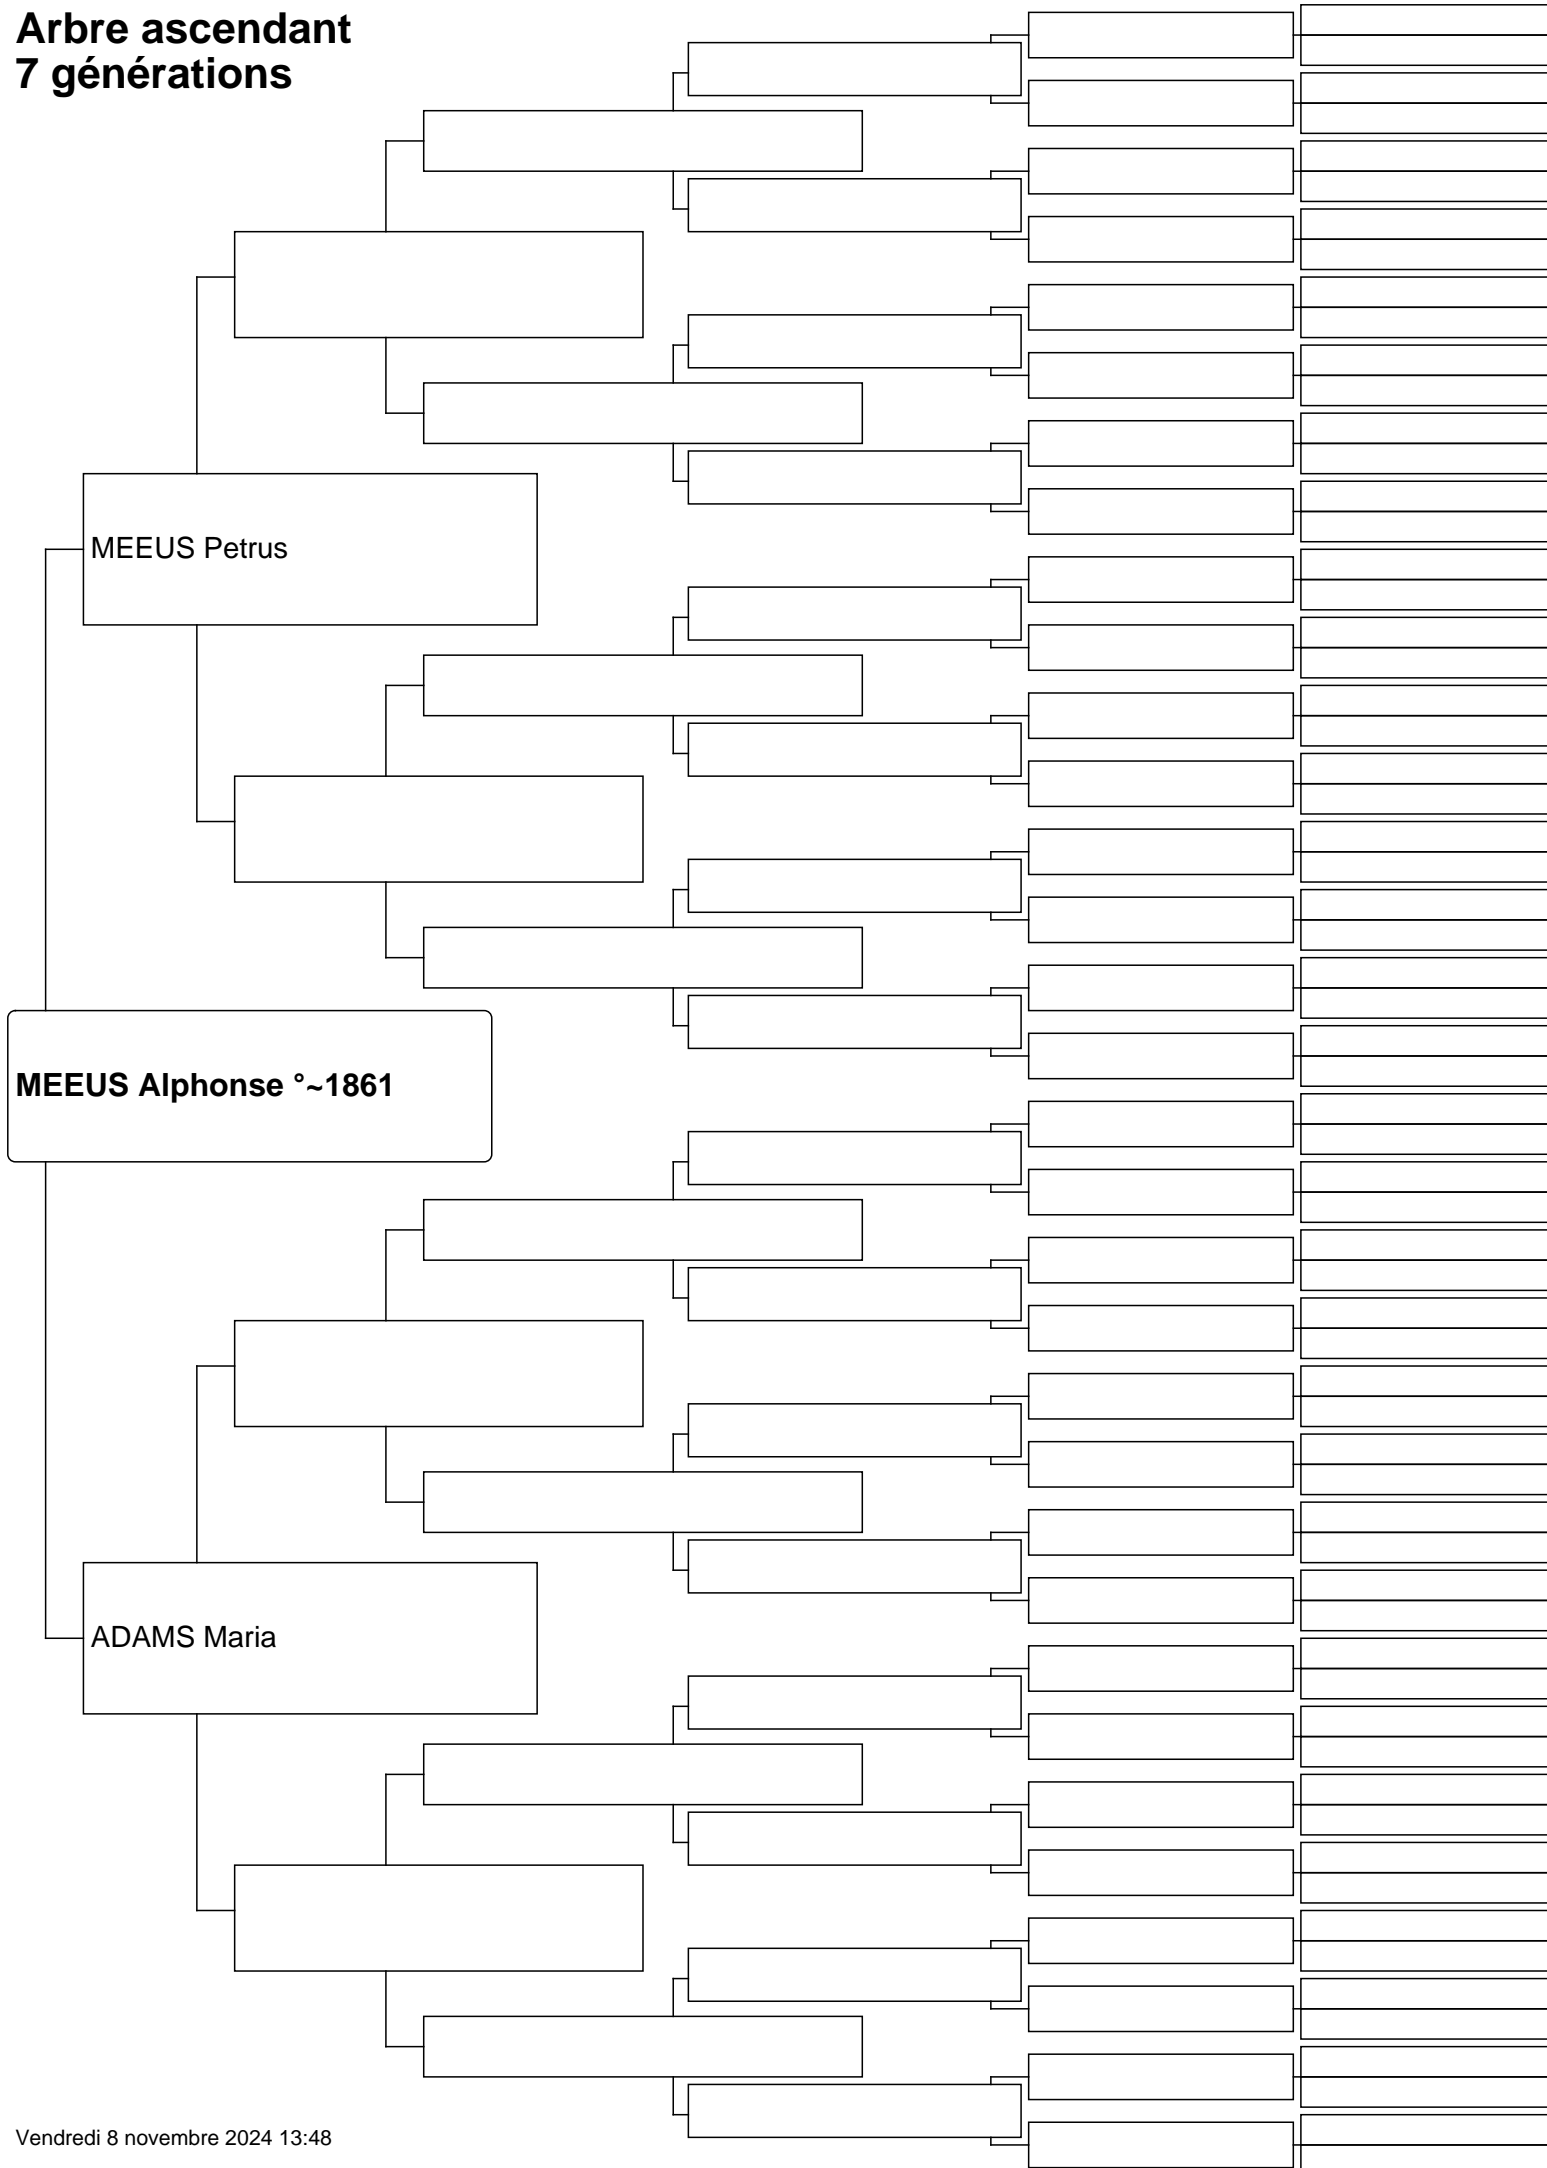 Arbre ascendant
7 générations
MEEUS Petrus
MEEUS Alphonse °~1861
ADAMS Maria
Vendredi 8 novembre 2024 13:48